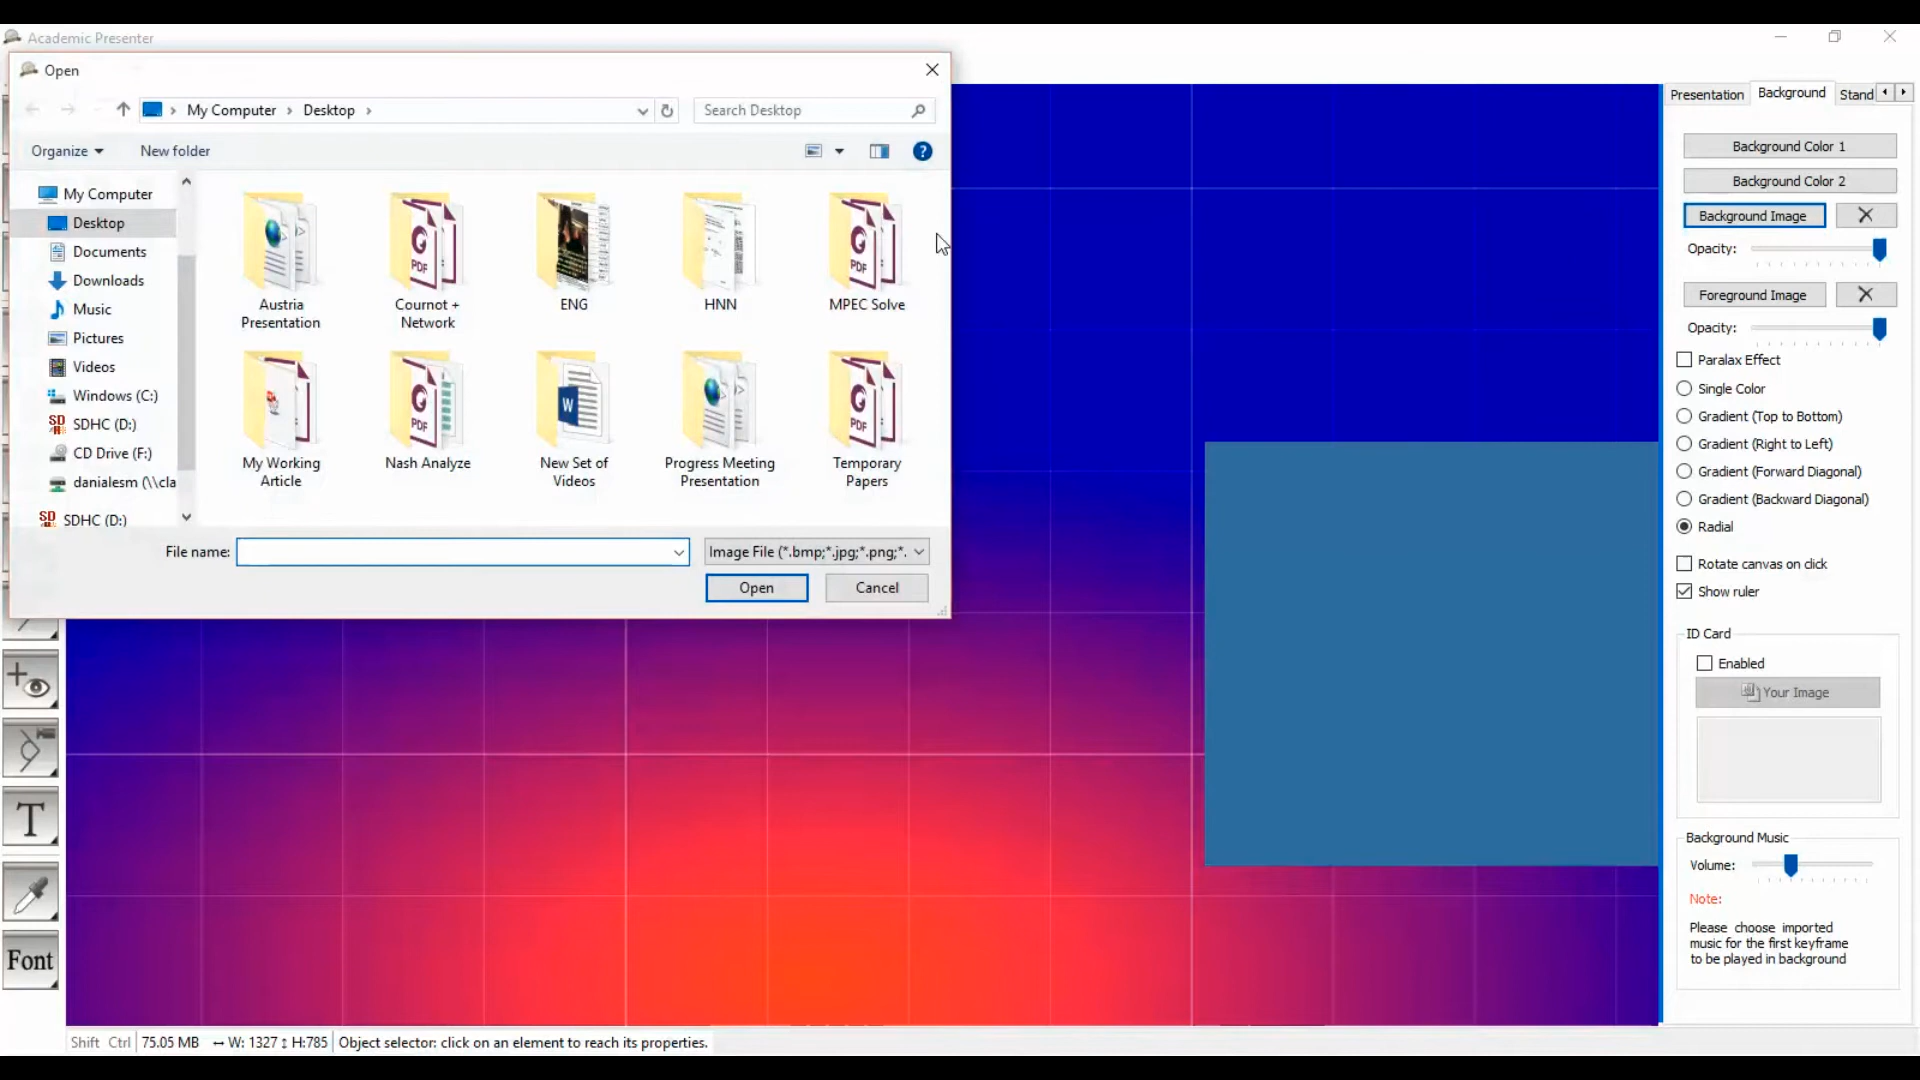 Academic Presenter
Open
My Computer
Desktop
Search Desktop
Organize
New folder
My Computer
Desktop
Documents
Downloads
Music
Pictures
Videos
Windows (C:)
SDHC (D:)
CD Drive (F:)
danialesm (\\cla
SDHC (D:)
Austria
Presentation
Cournot +
Network
ENG
HNN
MPEC Solve
My Working
Article
Nash Analyze
New Set of
Videos
Progress Meeting
Presentation
Temporary
Papers
File name:
Image File (*.bmp;*.jpg;*.png;*.
Open
Cancel
Presentation
Background
Stand
Background Color 1
Background Color 2
Background Image
Opacity:
Foreground Image
Opacity:
Paralax Effect
Single Color
Gradient (Top to Bottom)
Gradient (Right to Left)
Gradient (Forward Diagonal)
Gradient (Backward Diagonal)
Radial
Rotate canvas on click
Show ruler
ID Card
Enabled
Your Image
Background Music
Volume:
Note:
Please choose imported
music for the first keyframe
to be played in background
T
Font
Shift Ctrl 75.05 MB ↔ W: 1327 ↕ H:785 Object selector: click on an element to reach its properties.